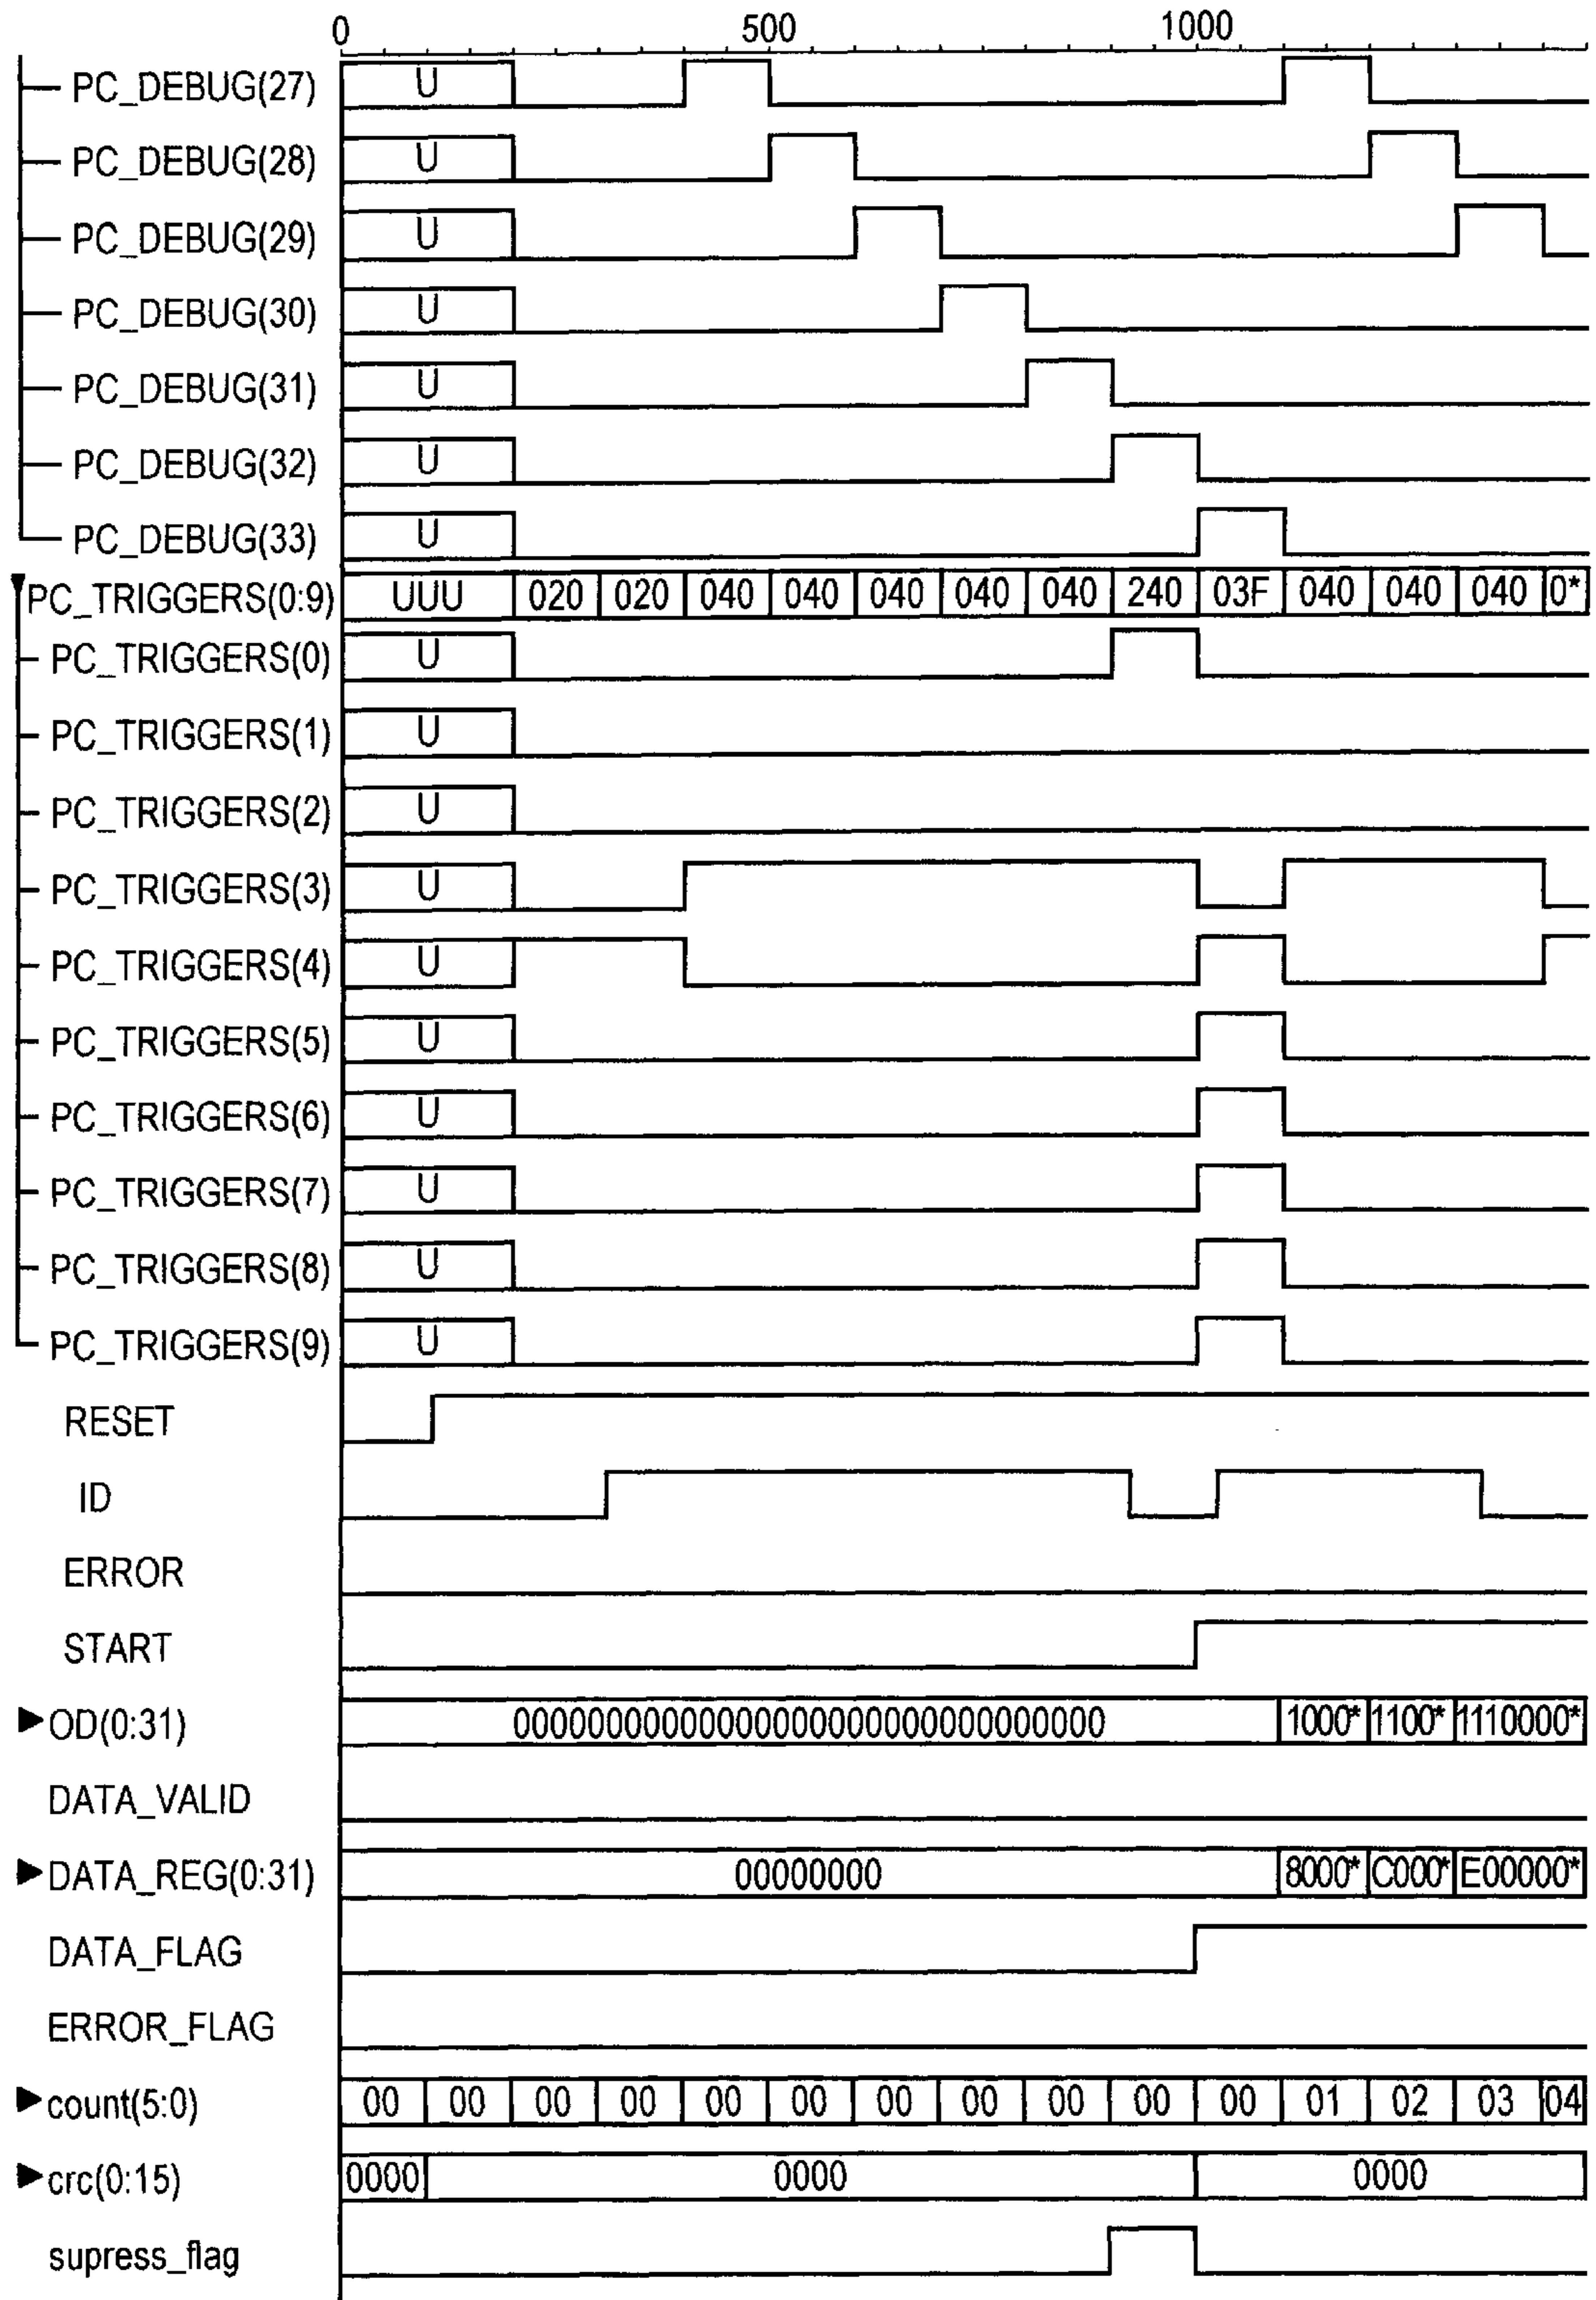 0 500 1000
PC_DEBUG(27) U
PC_DEBUG(28) U
PC_DEBUG(29) U
PC_DEBUG(30) U
PC_DEBUG(31) U
PC_DEBUG(32) U
PC_DEBUG(33) U
PC_TRIGGERS(0:9) UUU 020 020 040 040 040 040 040 240 03F 040 040 040 0*
PC_TRIGGERS(0) U
PC_TRIGGERS(1) U
PC_TRIGGERS(2) U
PC_TRIGGERS(3) U
PC_TRIGGERS(4) U
PC_TRIGGERS(5) U
PC_TRIGGERS(6) U
PC_TRIGGERS(7) U
PC_TRIGGERS(8) U
PC_TRIGGERS(9) U
RESET
ID
ERROR
START
OD(0:31) 00000000000000000000000000000000 1000* 1100* 1110000*
DATA_VALID
DATA_REG(0:31) 00000000 8000* C000* E00000*
DATA_FLAG
ERROR_FLAG
count(5:0) 00 00 00 00 00 00 00 00 00 00 00 01 02 03 04
crc(0:15) 0000 0000 0000
supress_flag